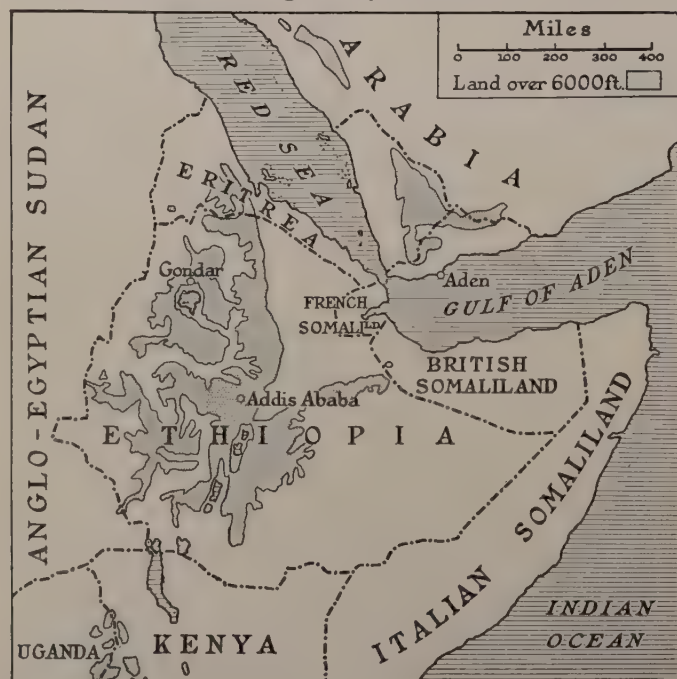 Miles
0 100 200 300 400
Land over 6000ft.
ARABIA
RED SEA
ANGLO-EGYPTIAN SUDAN
ERITREA
Gondar
Aden
GULF OF ADEN
FRENCH
SOMALILD
BRITISH
SOMALILAND
Addis Ababa
ETHIOPIA
ITALIAN SOMALILAND
INDIAN
OCEAN
UGANDA
KENYA